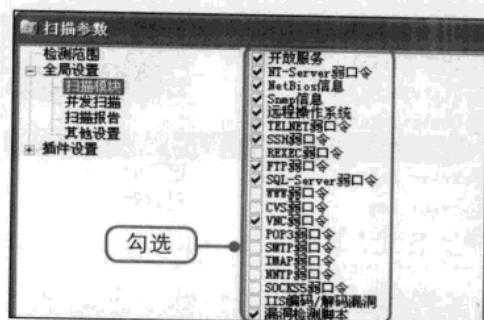 扫描参数
检测范围
全局设置
扫描模块
并发扫描
扫描报告
其他设置
插件设置
开放服务
NT-Server弱口令
NetBios信息
Snmp信息
远程操作系统
TELNET弱口令
SSH弱口令
REXEC弱口令
FTP弱口令
SQL-Server弱口令
WWW弱口令
CVS弱口令
VNC弱口令
POP3弱口令
SMTP弱口令
IMAP弱口令
NNTP弱口令
SOCKS5弱口令
IIS编码/解码漏洞
漏洞检测脚本
勾选